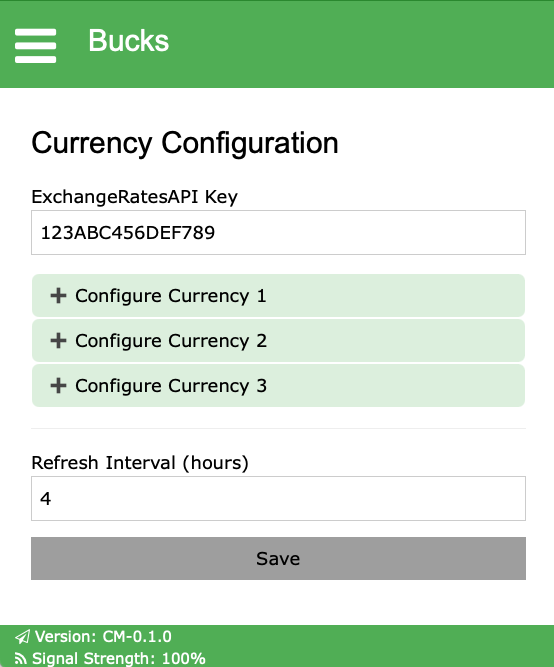 Bucks
Currency Configuration
ExchangeRatesAPI Key
123ABC456DEF789
Configure Currency 1
Configure Currency 2
Configure Currency 3
Refresh Interval (hours)
4
Save
Version: CM-0.1.0
Signal Strength: 100%